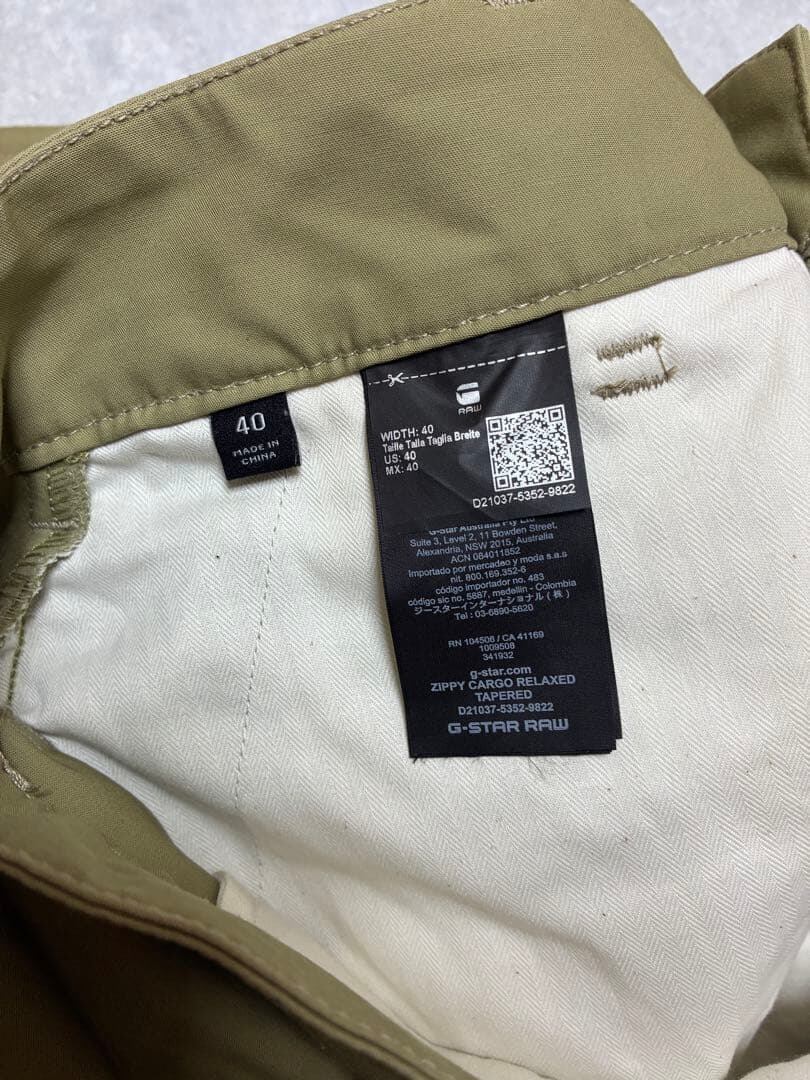 40
MADE IN
CHINA
RAW
WIDTH: 40
Taille Talla Taglia Breite
US: 40
MX: 40
D21037-5352-9822
G-Star Australia Pty Ltd
Suite 3, Level 2, 11 Bowden Street,
Alexandria, NSW 2015, Australia
ACN 084011852
Importado por mercadeo y moda s.a.s
nit. 800.169.352-6
código importador no. 483
código sic no. 5887, medellin - Colombia
ジースターインターナショナル(株)
Tel : 03-6890-5620
RN 104506 / CA 41169
1009508
341932
g-star.com
ZIPPY CARGO RELAXED
TAPERED
D21037-5352-9822
G-STAR RAW